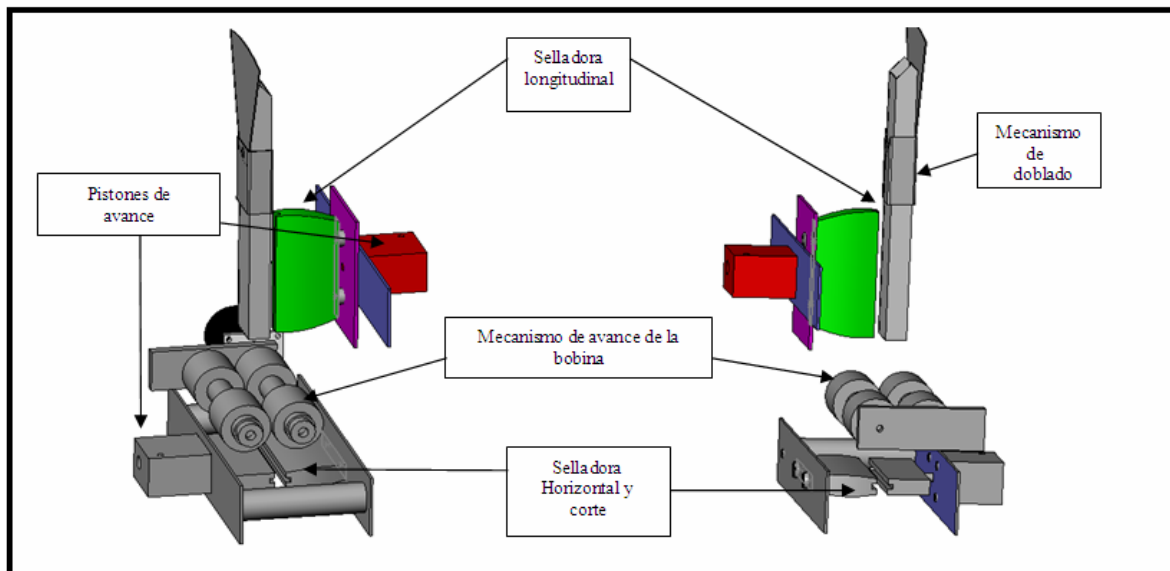 Selladora
longitudinal
Mecanismo
de
doblado
Pistones de
avance
Mecanismo de avance de la
bobina
Selladora
Horizontal y
corte